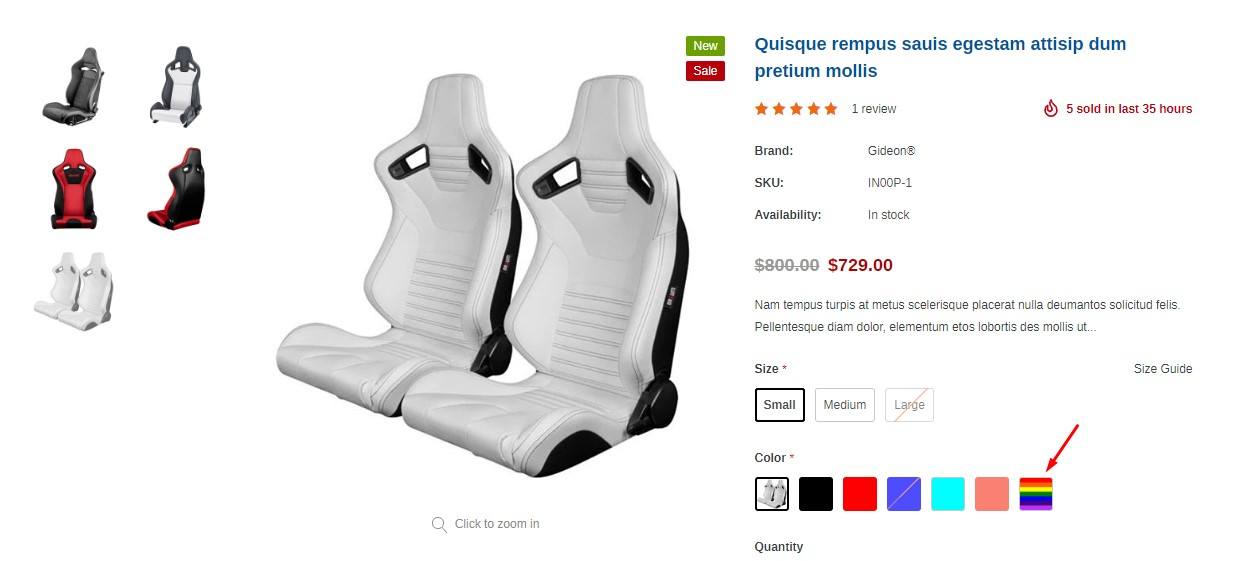 New
Sale
Quisque rempus sauis egestam attisip dum
pretium mollis
1 review
5 sold in last 35 hours
Brand: Gideon®
SKU: IN00P-1
Availability: In stock
$800.00 $729.00
Nam tempus turpis at metus scelerisque placerat nulla deumantos solicitud felis.
Pellentesque diam dolor, elementum etos lobortis des mollis ut...
Size * Size Guide
Small Medium Large
Color *
Click to zoom in
Quantity